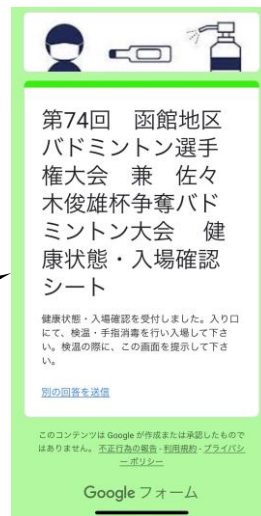 第74回　函館地区
バドミントン選手
権大会　兼　佐々
木俊雄杯争奪バド
ミントン大会　健
康状態・入場確認
シート
健康状態・入場確認を受付しました。入り口
にて、検温・手指消毒を行い入場して下さ
い。検温の際に、この画面を提示して下さ
い。
別の回答を送信
このコンテンツは Google が作成または承認したもので
はありません。 不正行為の報告 - 利用規約 - プライバシ
ーポリシー
Google フォーム